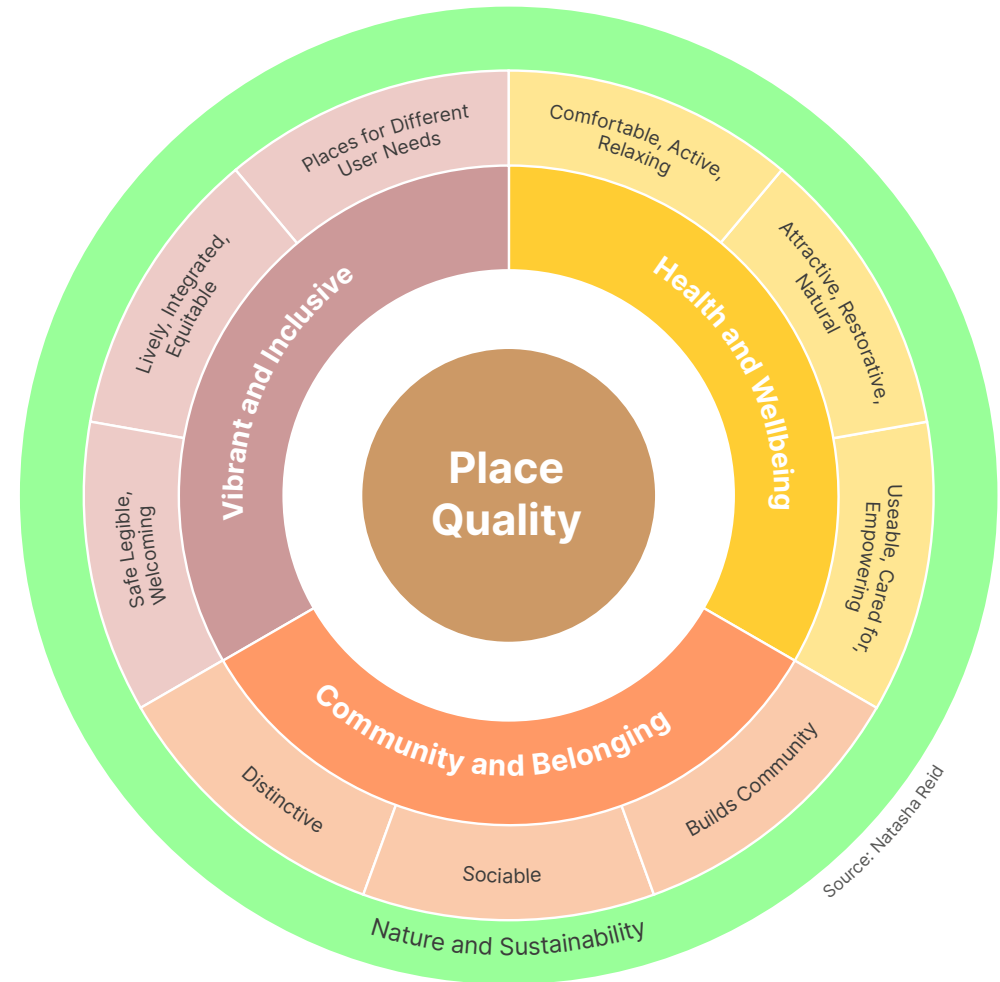 Place
Quality
Health and Wellbeing
Comfortable, Active,
Relaxing
Attractive, Restorative,
Natural
Useable, Cared for,
Empowering
Community and Belonging
Builds Community
Sociable
Distinctive
Vibrant and Inclusive
Safe Legible,
Welcoming
Lively, Integrated,
Equitable
Places for Different
User Needs
Nature and Sustainability
Source: Natasha Reid